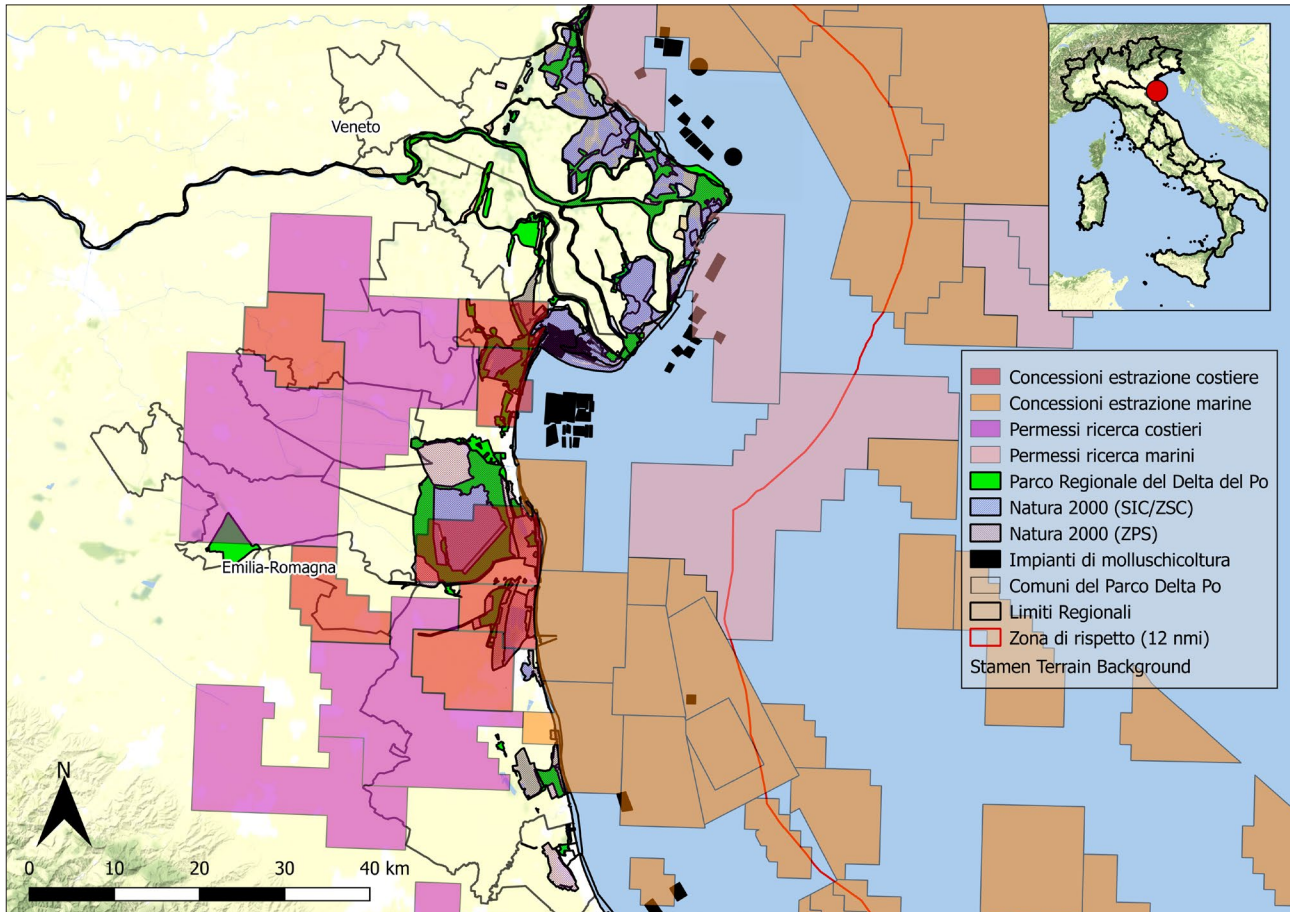 Veneto
Emilia-Romagna
Concessioni estrazione costiere
Concessioni estrazione marine
Permessi ricerca costieri
Permessi ricerca marini
Parco Regionale del Delta del Po
Natura 2000 (SIC/ZSC)
Natura 2000 (ZPS)
Impianti di molluschicoltura
Comuni del Parco Delta Po
Limiti Regionali
Zona di rispetto (12 nmi)
Stamen Terrain Background
N
0 10 20 30 40 km